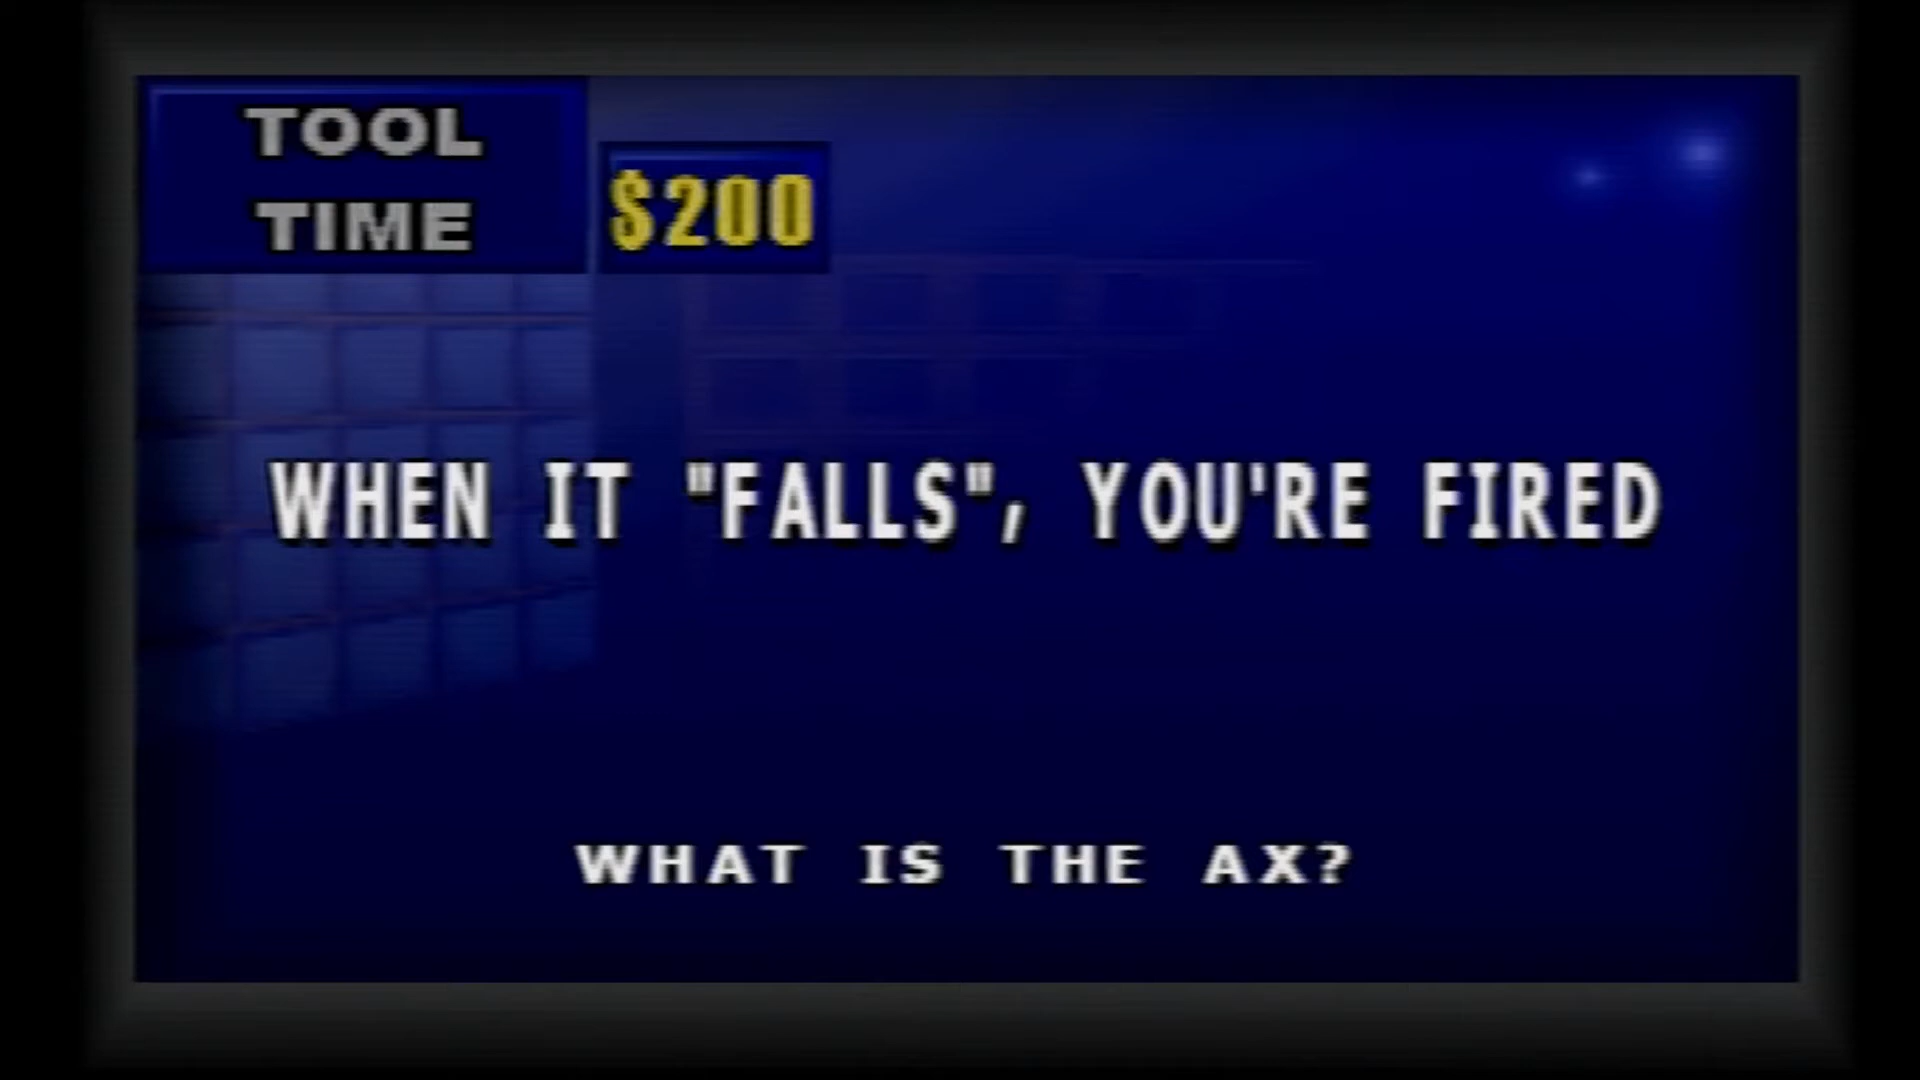 TOOL
TIME
$200
WHEN IT "FALLS", YOU'RE FIRED
WHAT IS THE AX?